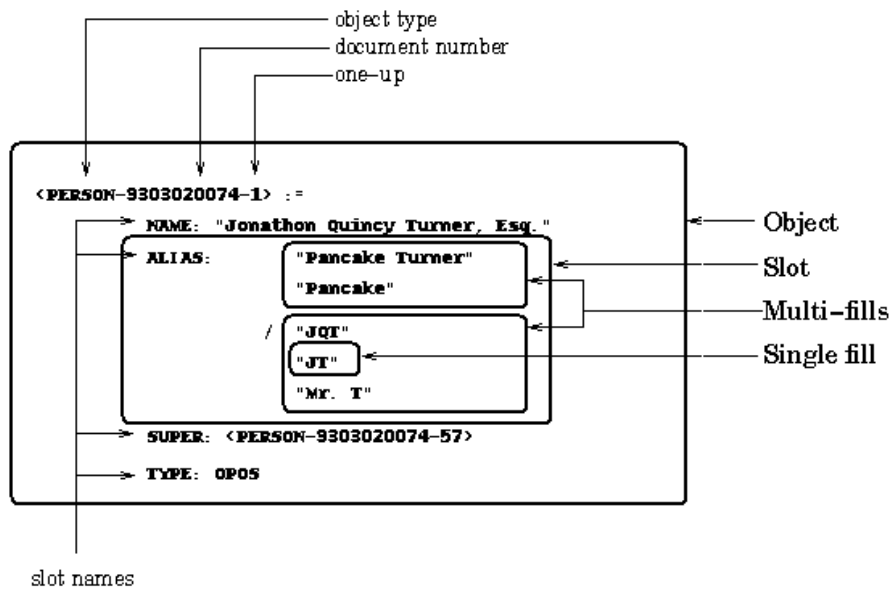 object type
document number
one-up
<PERSON-9303020074-1> :=
NAME: "Jonathon Quincy Turner, Esq."
Object
ALIAS: "Pancake Turner"
Slot
"Pancake"
Multi-fills
/ "JQT"
"JT"
Single fill
"Mr. T"
SUPER: <PERSON-9303020074-57>
TYPE: OPOS
slot names